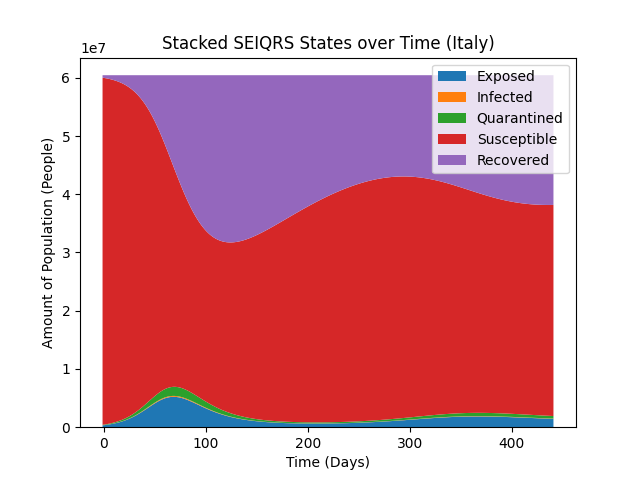 Stacked SEIQRS States over Time (Italy)
1e7
Amount of Population (People)
6
5
4
3
2
1
0
Exposed
Infected
Quarantined
Susceptible
Recovered
0 100 200 300 400
Time (Days)